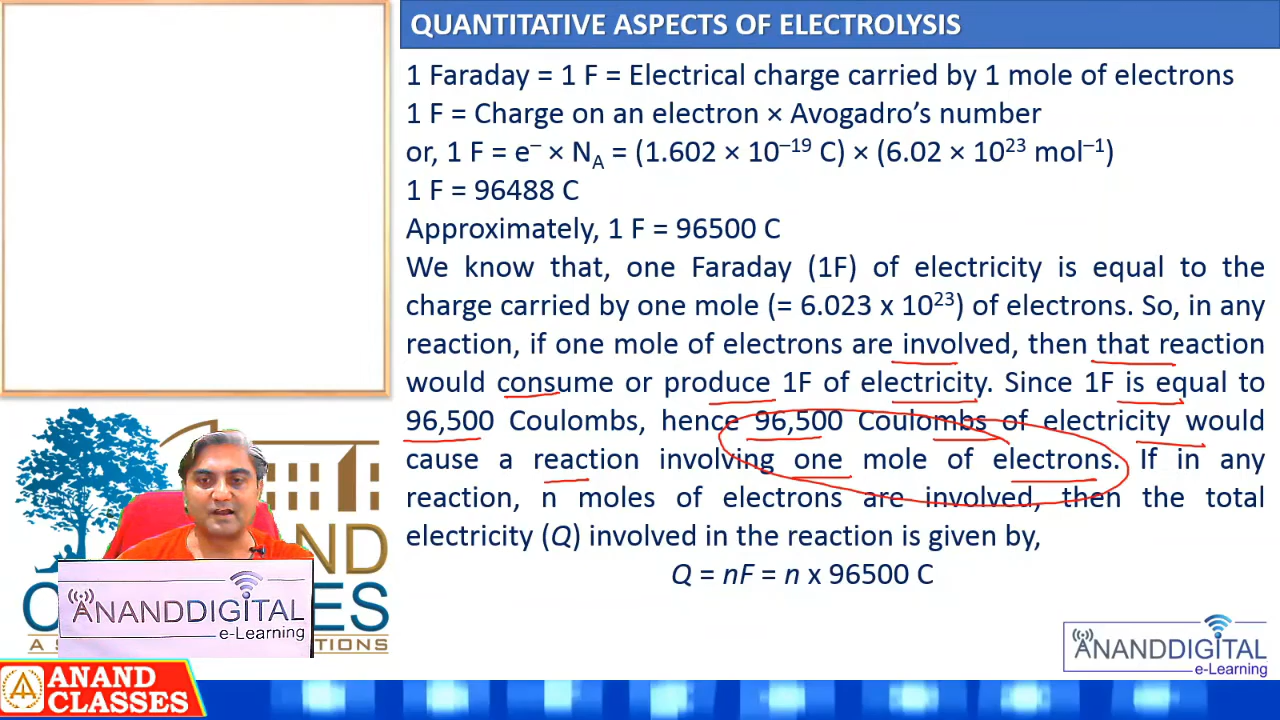 QUANTITATIVE ASPECTS OF ELECTROLYSIS
1 Faraday = 1 F = Electrical charge carried by 1 mole of electrons
1 F = Charge on an electron × Avogadro’s number
or, 1 F = e⁻ × N_A = (1.602 × 10⁻¹⁹ C) × (6.02 × 10²³ mol⁻¹)
1 F = 96488 C
Approximately, 1 F = 96500 C
We know that, one Faraday (1F) of electricity is equal to the
charge carried by one mole (= 6.023 x 10²³) of electrons. So, in any
reaction, if one mole of electrons are involved, then that reaction
would consume or produce 1F of electricity. Since 1F is equal to
96,500 Coulombs, hence 96,500 Coulombs of electricity would
cause a reaction involving one mole of electrons. If in any
reaction, n moles of electrons are involved, then the total
electricity (Q) involved in the reaction is given by,
Q = nF = n x 96500 C
ANANDDIGITAL
e-Learning
ANANDDIGITAL
e-Learning
ANAND
CLASSES